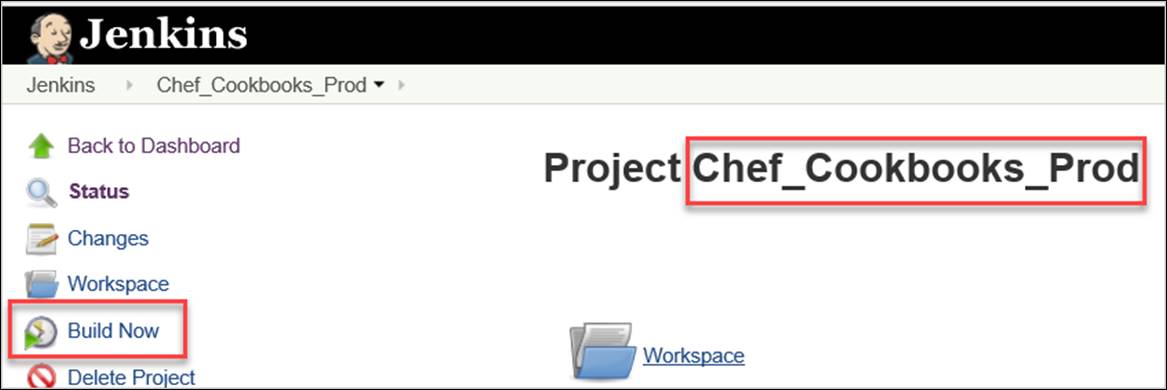 Jenkins
Jenkins Chef_Cookbooks_Prod
Back to Dashboard
Status
Project Chef_Cookbooks_Prod
Changes
Workspace
Build Now
Workspace
Delete Project